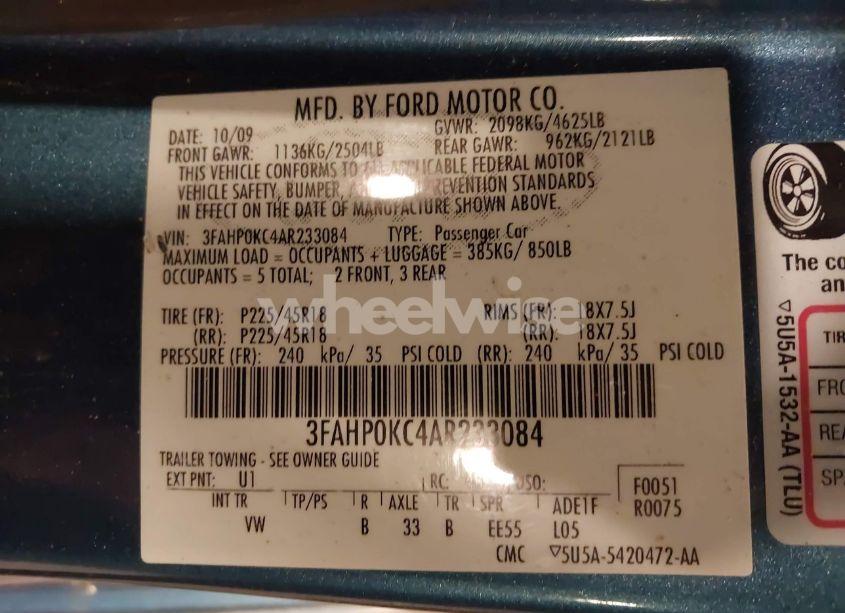 MFD. BY FORD MOTOR CO.
DATE: 10/09 GVWR: 2098KG/4625LB
FRONT GAWR: 1136KG/2504LB REAR GAWR: 962KG/2121LB
THIS VEHICLE CONFORMS TO ALL APPLICABLE FEDERAL MOTOR
VEHICLE SAFETY, BUMPER, PREVENTION STANDARDS
IN EFFECT ON THE DATE OF MANUFACTURE SHOWN ABOVE.
VIN: 3FAHP0KC4AR233084 TYPE: Passenger Car
MAXIMUM LOAD = OCCUPANTS + LUGGAGE = 385KG/ 850LB
OCCUPANTS = 5 TOTAL; 2 FRONT, 3 REAR
wheelwise
TIRE (FR): P225/45R18 RIMS (FR): 18X7.5J
(RR): P225/45R18 (RR): 18X7.5J
PRESSURE (FR): 240 kPa/ 35 PSI COLD (RR): 240 kPa/ 35 PSI COLD
3FAHP0KC4AR233084
TRAILER TOWING - SEE OWNER GUIDE
EXT PNT: U1 RC: DSO: F0051
INT TR TP/PS R AXLE TR SPR ADE1F R0075
VW B 33 B EE55 L05
CMC ▽5U5A-5420472-AA
The co
an
TIR
FRO
REA
SPA
▽5U5A-1532-AA (TLU)